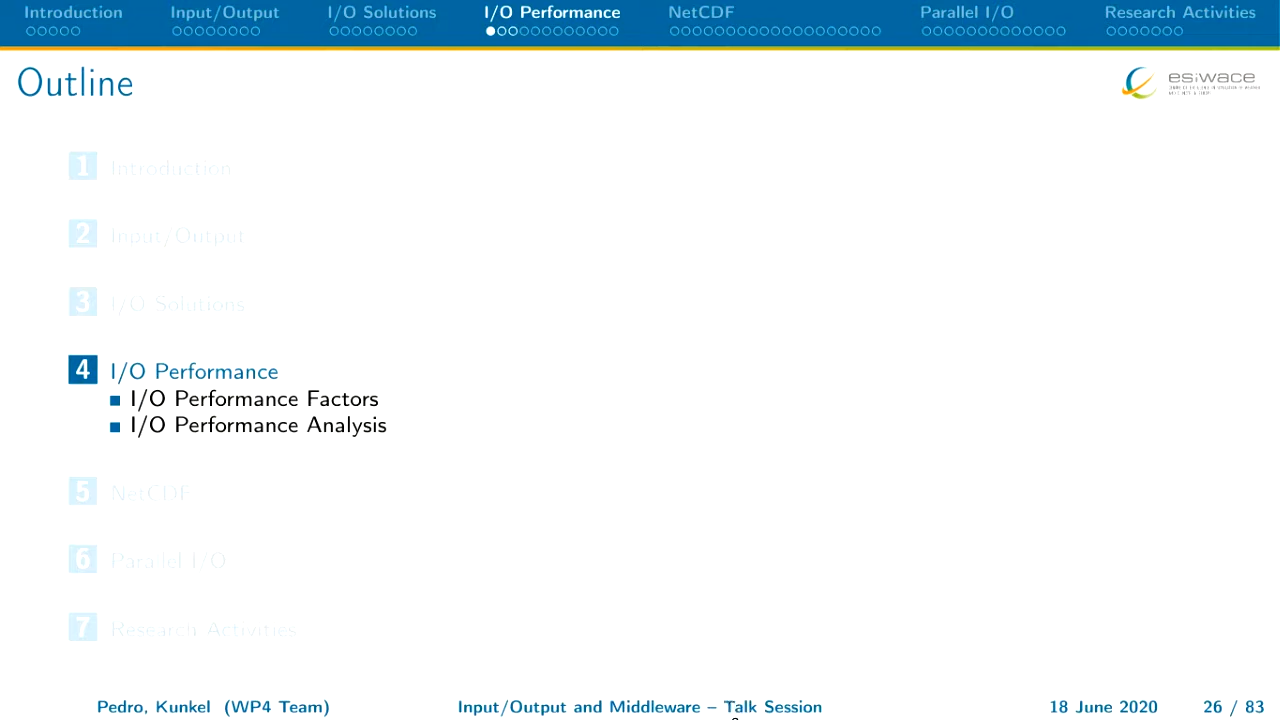 Introduction Input/Output I/O Solutions I/O Performance NetCDF Parallel I/O Research Activities
Outline
esiwace
1 Introduction
2 Input/Output
3 I/O Solutions
4 I/O Performance
I/O Performance Factors
I/O Performance Analysis
5 NetCDF
6 Parallel I/O
7 Research Activities
Pedro, Kunkel (WP4 Team) Input/Output and Middleware – Talk Session 18 June 2020 26 / 83